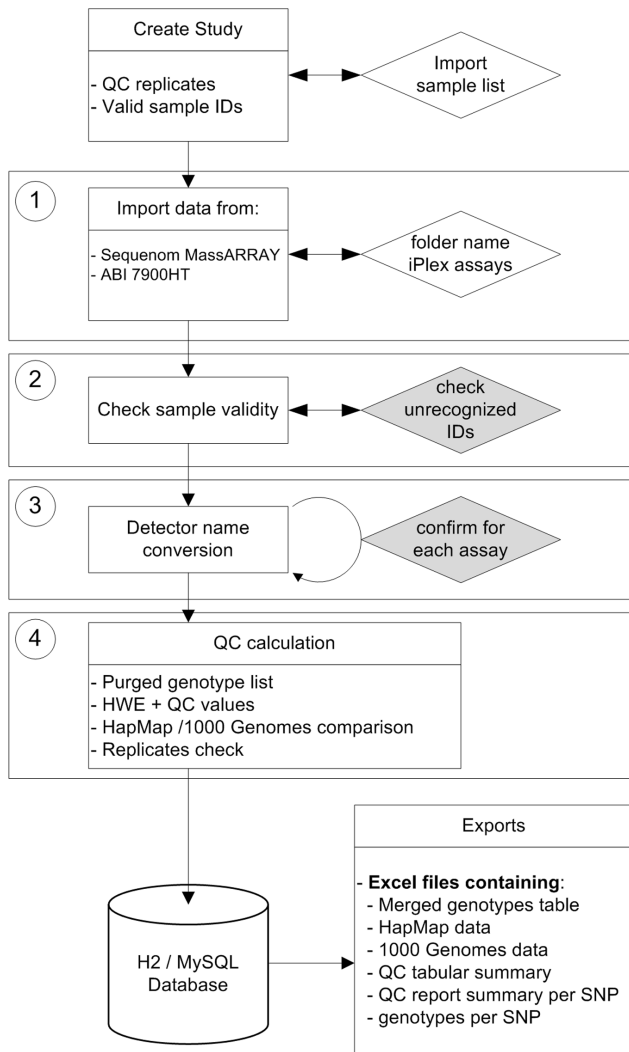 Create Study
- QC replicates
- Valid sample IDs
Import
sample list
1
Import data from:
- Sequenom MassARRAY
- ABI 7900HT
folder name
iPlex assays
2
Check sample validity
check
unrecognized
IDs
3
Detector name
conversion
confirm for
each assay
4
QC calculation
- Purged genotype list
- HWE + QC values
- HapMap /1000 Genomes comparison
- Replicates check
H2 / MySQL
Database
Exports
- Excel files containing:
- Merged genotypes table
- HapMap data
- 1000 Genomes data
- QC tabular summary
- QC report summary per SNP
- genotypes per SNP